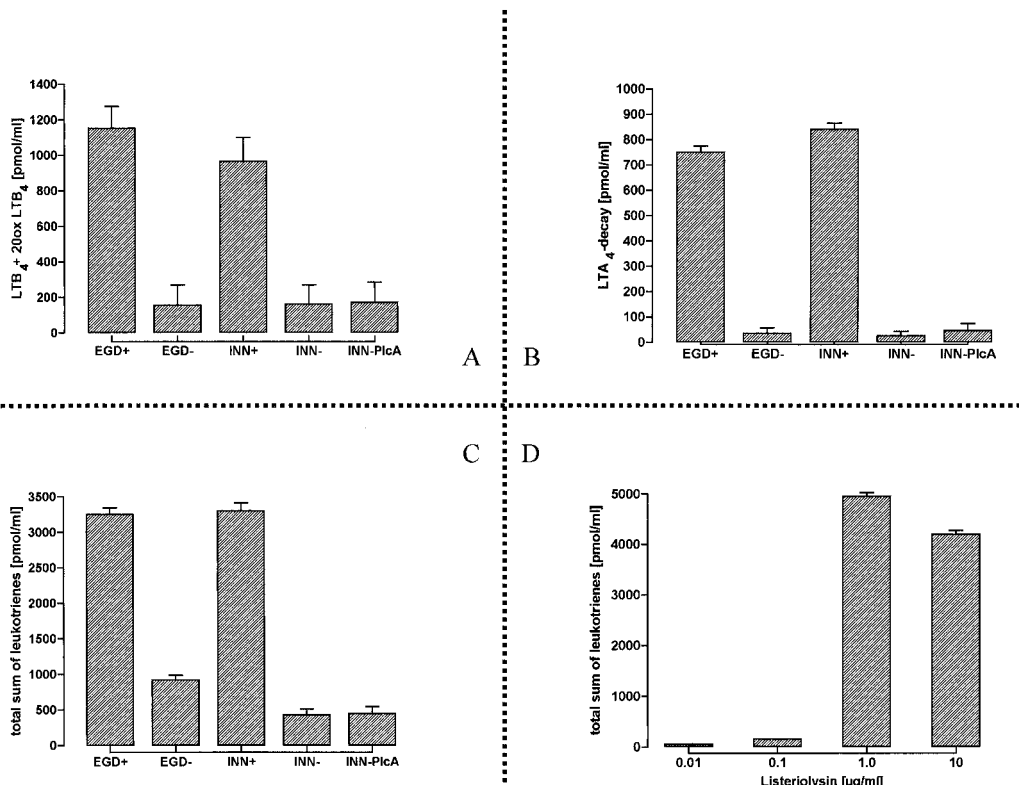 1400
1200
1000
800
600
400
200
0
LTB4+ 20ox LTB4 [pmol/ml]
EGD+ EGD- INN+ INN- INN-PlcA
A
1000
900
800
700
600
500
400
300
200
100
0
LTA4-decay [pmol/ml]
EGD+ EGD- INN+ INN- INN-PlcA
B
C
3500
3000
2500
2000
1500
1000
500
0
total sum of leukotrienes [pmol/ml]
EGD+ EGD- INN+ INN- INN-PlcA
D
5000
4000
3000
2000
1000
0
total sum of leukotrienes [pmol/ml]
0.01 0.1 1.0 10
Listeriolysin [µg/ml]